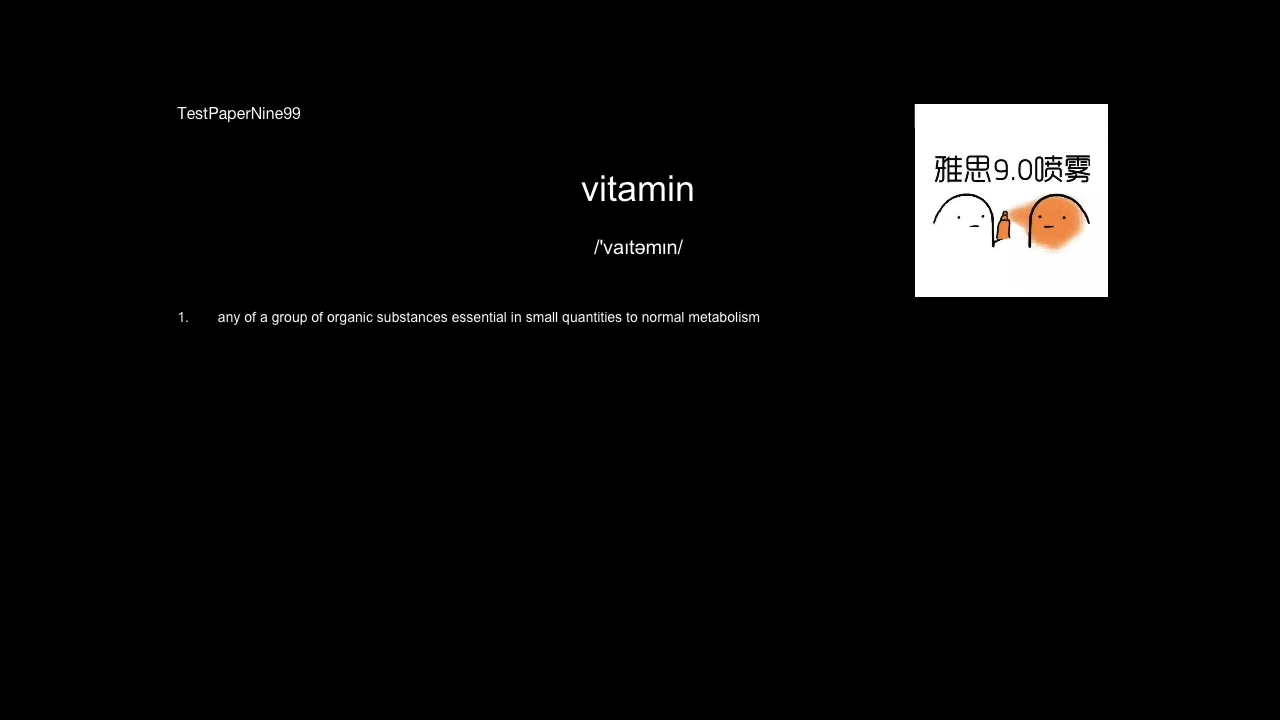 TestPaperNine99
雅思9.0喷雾
vitamin
/'vaɪtəmɪn/
1. any of a group of organic substances essential in small quantities to normal metabolism